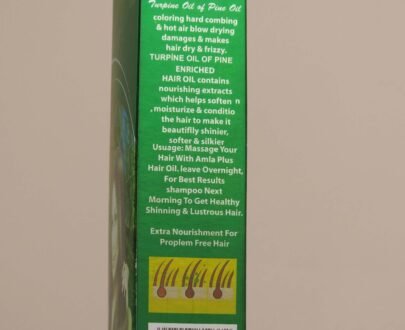 Turpine Oil of Pine Oil
coloring hard combing
& hot air blow drying
damages & makes
hair dry & frizzy.
TURPİNE OIL OF PINE
ENRICHED
HAIR OIL contains
nourishing extracts
which helps soften n
, moisturize & conditio
the hair to make it
beautiflly shinier,
softer & silkier
Usuage: Massage Your
Hair With Amla Plus
Hair Oil. leave Overnight,
For Best Results
shampoo Next
Morning To Get Healthy
Shinning & Lustrous Hair.
Extra Nourishment For
Proplem Free Hair